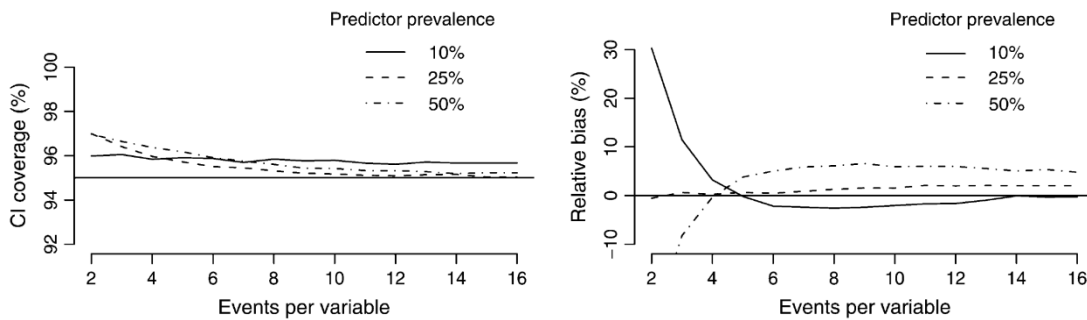 Predictor prevalence
10%
25%
50%
CI coverage (%)
100
98
96
94
92
2 4 6 8 10 12 14 16
Events per variable
Predictor prevalence
10%
25%
50%
Relative bias (%)
30
20
10
0
−10
2 4 6 8 10 12 14 16
Events per variable